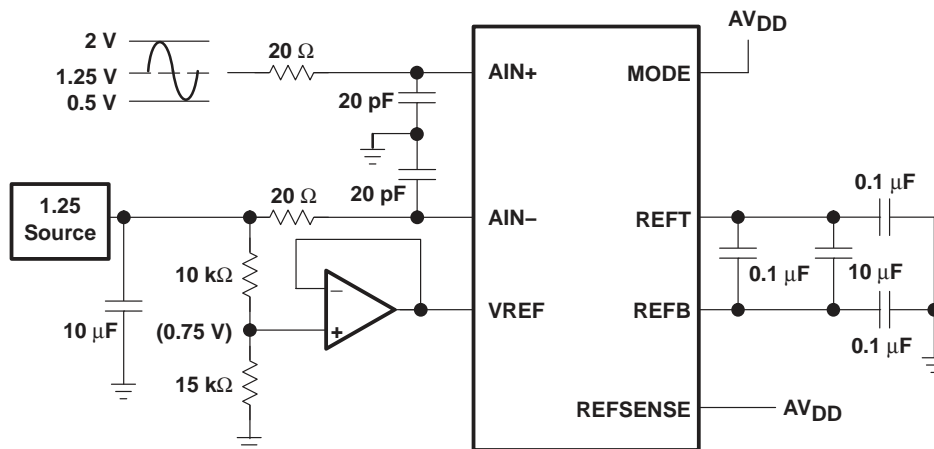 2 V
1.25 V
0.5 V
20 Ω
20 pF
20 pF
AIN+
MODE
AVDD
1.25
Source
20 Ω
AIN–
REFT
0.1 μF
10 kΩ
0.1 μF
10 μF
10 μF
(0.75 V)
–
+
VREF
REFB
0.1 μF
15 kΩ
REFSENSE
AVDD